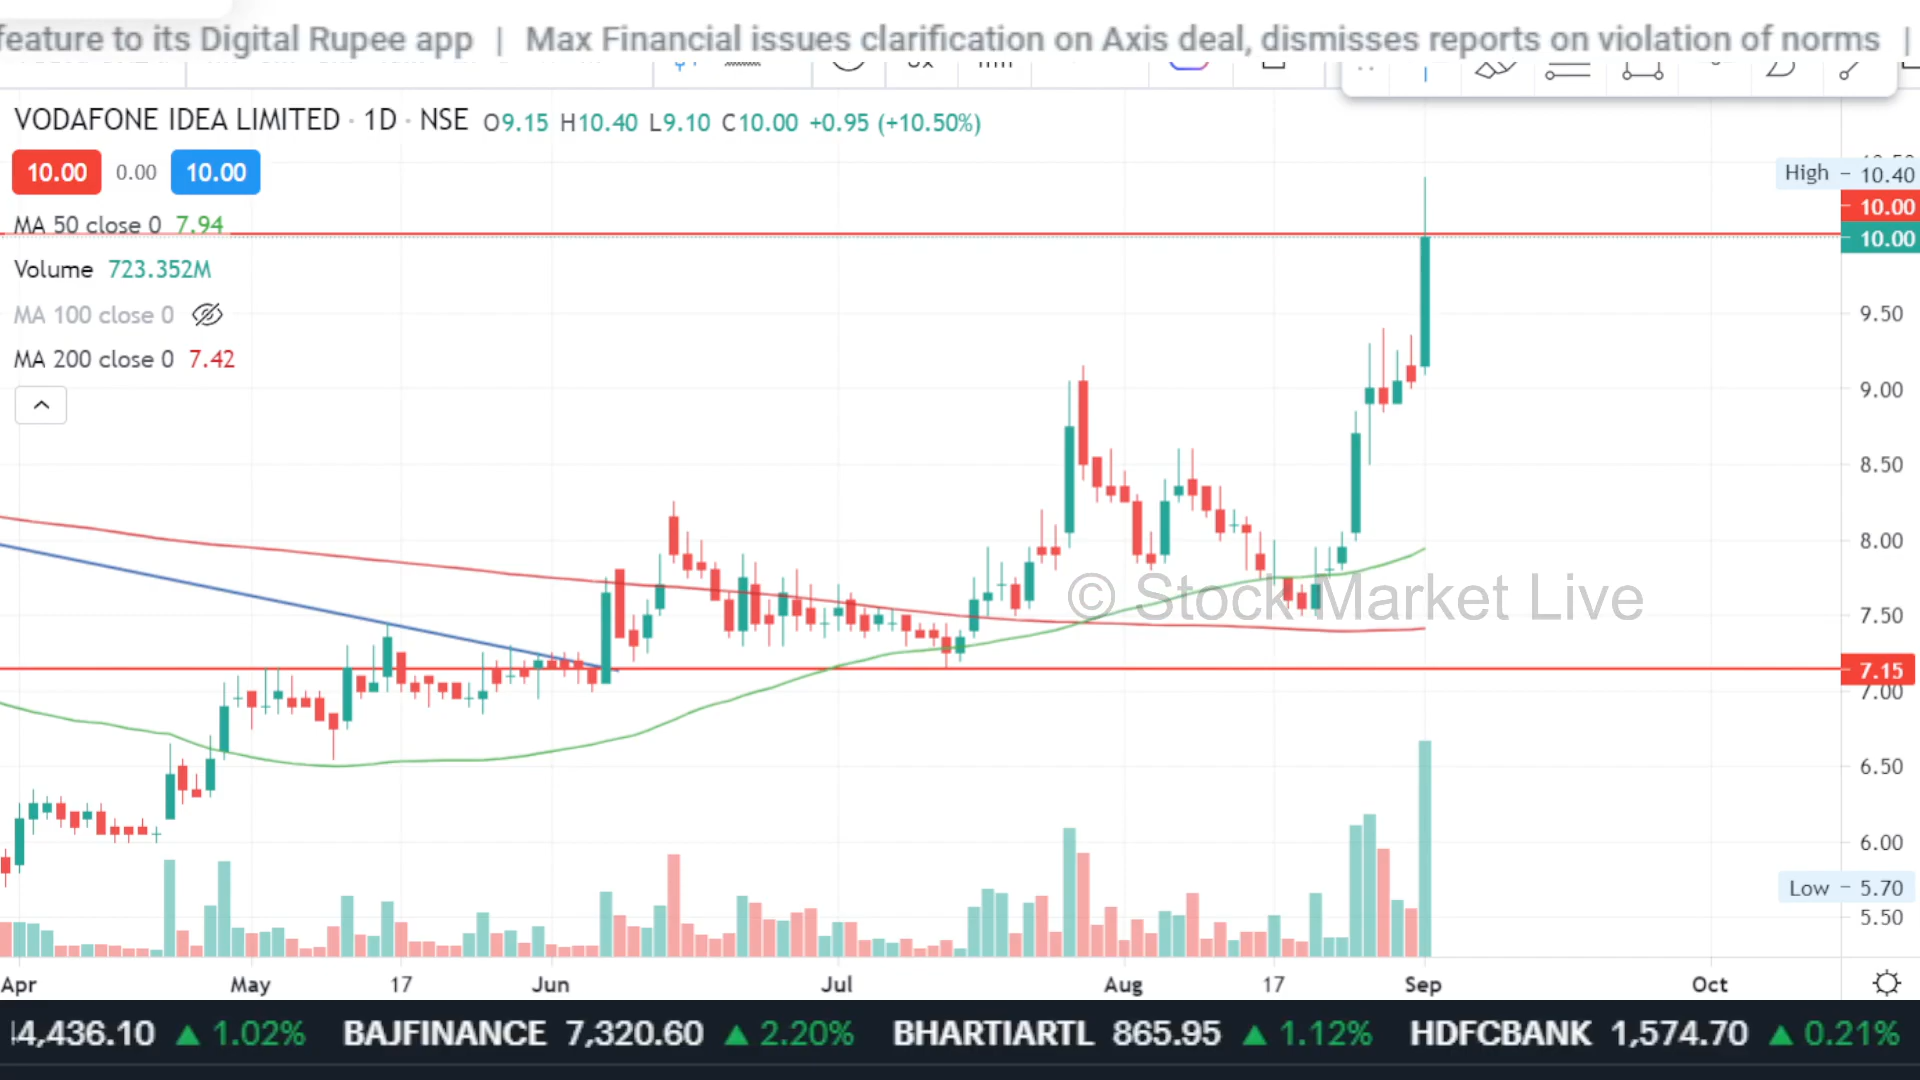 feature to its Digital Rupee app | Max Financial issues clarification on Axis deal, dismisses reports on violation of norms |
VODAFONE IDEA LIMITED · 1D · NSE O9.15 H10.40 L9.10 C10.00 +0.95 (+10.50%)
10.00 0.00 10.00
MA 50 close 0 7.94
Volume 723.352M
MA 100 close 0
MA 200 close 0 7.42
High 10.40
10.00
10.00
9.50
9.00
8.50
8.00
© Stock Market Live
7.50
7.15
7.00
6.50
6.00
Low 5.70
5.50
Apr May 17 Jun Jul Aug 17 Sep Oct
4,436.10 ▲ 1.02% BAJFINANCE 7,320.60 ▲ 2.20% BHARTIARTL 865.95 ▲ 1.12% HDFCBANK 1,574.70 ▲ 0.21%